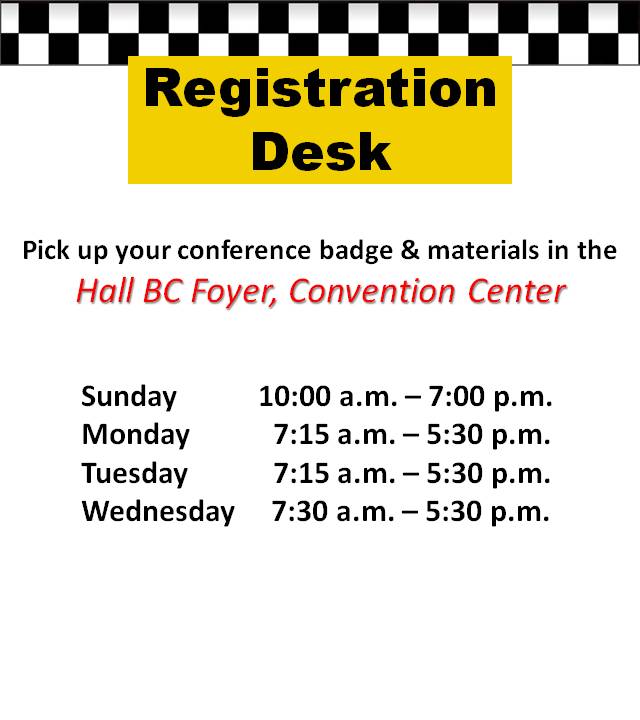 Registration
Desk
Pick up your conference badge & materials in the
Hall BC Foyer, Convention Center
Sunday 10:00 a.m. – 7:00 p.m.
Monday 7:15 a.m. – 5:30 p.m.
Tuesday 7:15 a.m. – 5:30 p.m.
Wednesday 7:30 a.m. – 5:30 p.m.